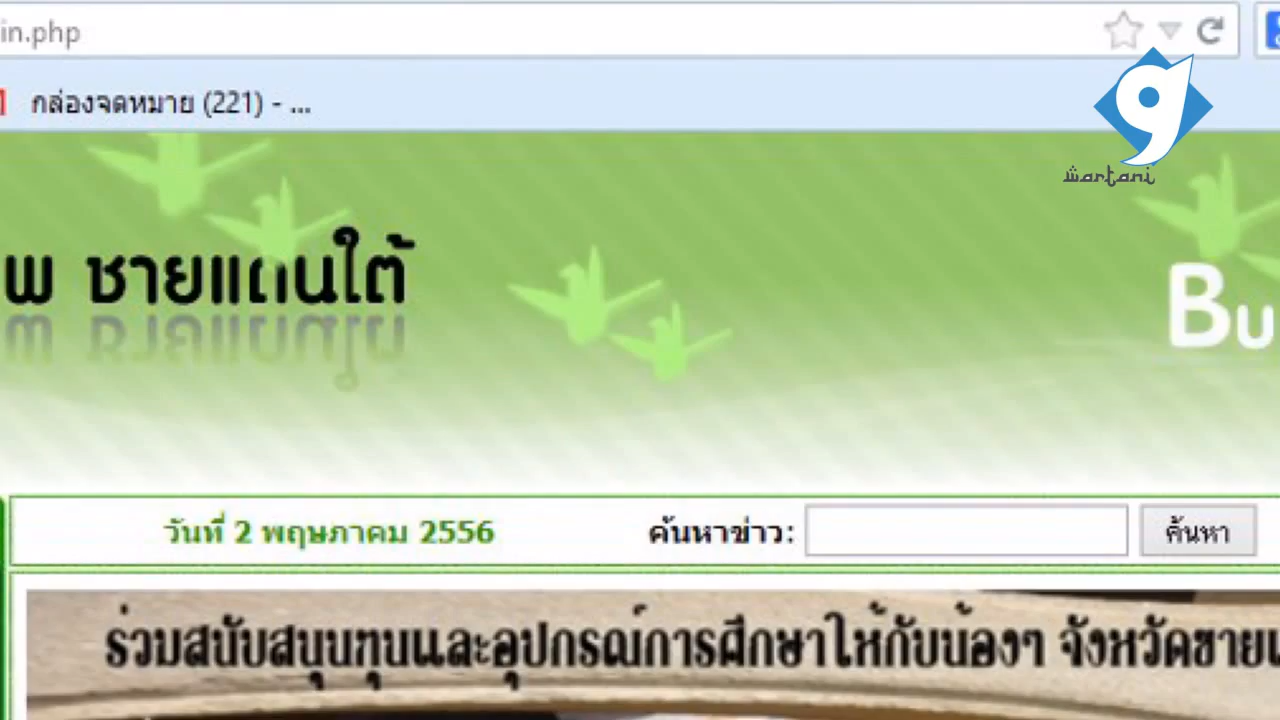 in.php
กล่องจดหมาย (221) - ...
wartani
พ ชายแดนใต้
Bu
วันที่ 2 พฤษภาคม 2556
ค้นหาข่าว:
ค้นหา
ร่วมสนับสนุนทุนและอุปกรณ์การศึกษาให้กับน้องๆ จังหวัดชายแ